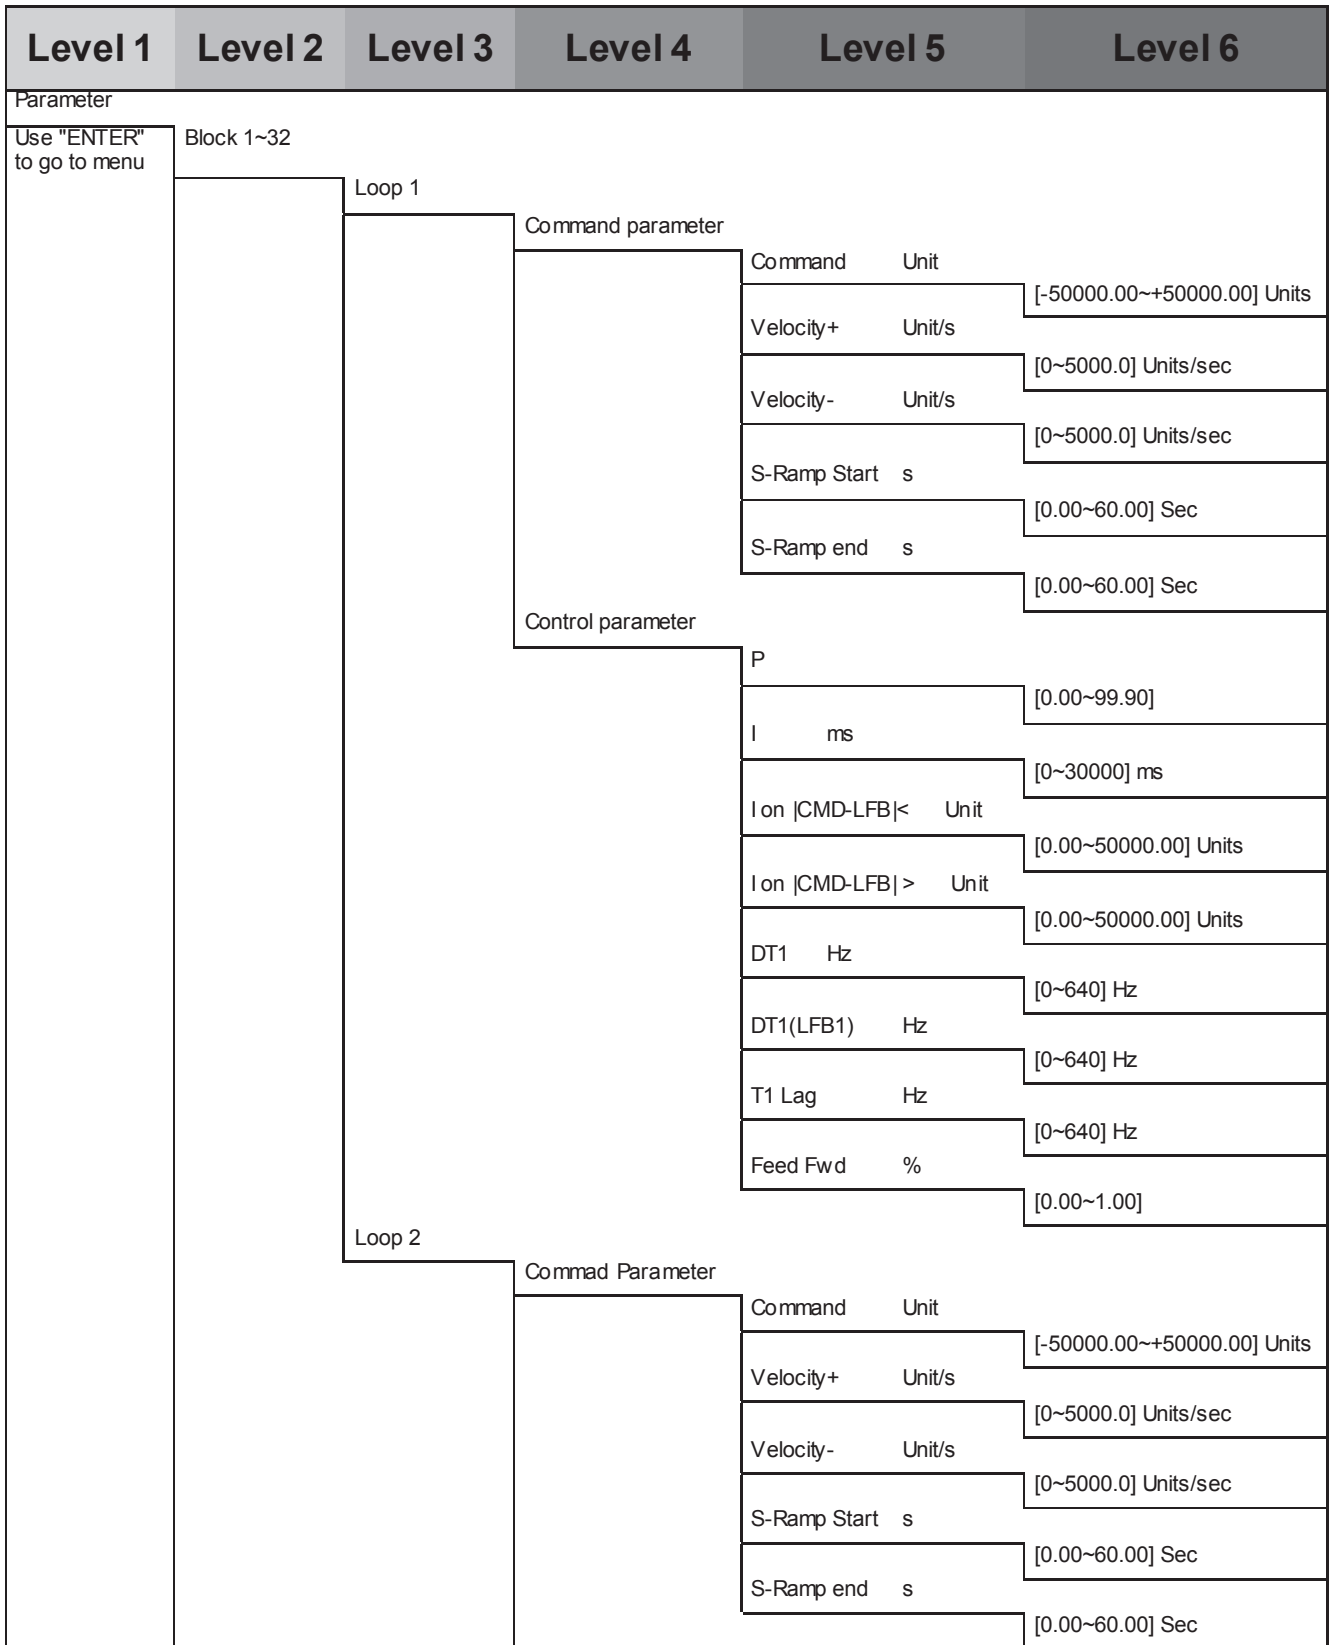 Level 1 Level 2 Level 3 Level 4 Level 5 Level 6
Parameter
Use "ENTER"
to go to menu
Block 1~32
Loop 1
Command parameter
Command Unit
[-50000.00~+50000.00] Units
Velocity+ Unit/s
[0~5000.0] Units/sec
Velocity- Unit/s
[0~5000.0] Units/sec
S-Ramp Start s
[0.00~60.00] Sec
S-Ramp end s
[0.00~60.00] Sec
Control parameter
P
[0.00~99.90]
I ms
[0~30000] ms
I on |CMD-LFB|< Unit
[0.00~50000.00] Units
I on |CMD-LFB| > Unit
[0.00~50000.00] Units
DT1 Hz
[0~640] Hz
DT1(LFB1) Hz
[0~640] Hz
T1 Lag Hz
[0~640] Hz
Feed Fwd %
[0.00~1.00]
Loop 2
Commad Parameter
Command Unit
[-50000.00~+50000.00] Units
Velocity+ Unit/s
[0~5000.0] Units/sec
Velocity- Unit/s
[0~5000.0] Units/sec
S-Ramp Start s
[0.00~60.00] Sec
S-Ramp end s
[0.00~60.00] Sec